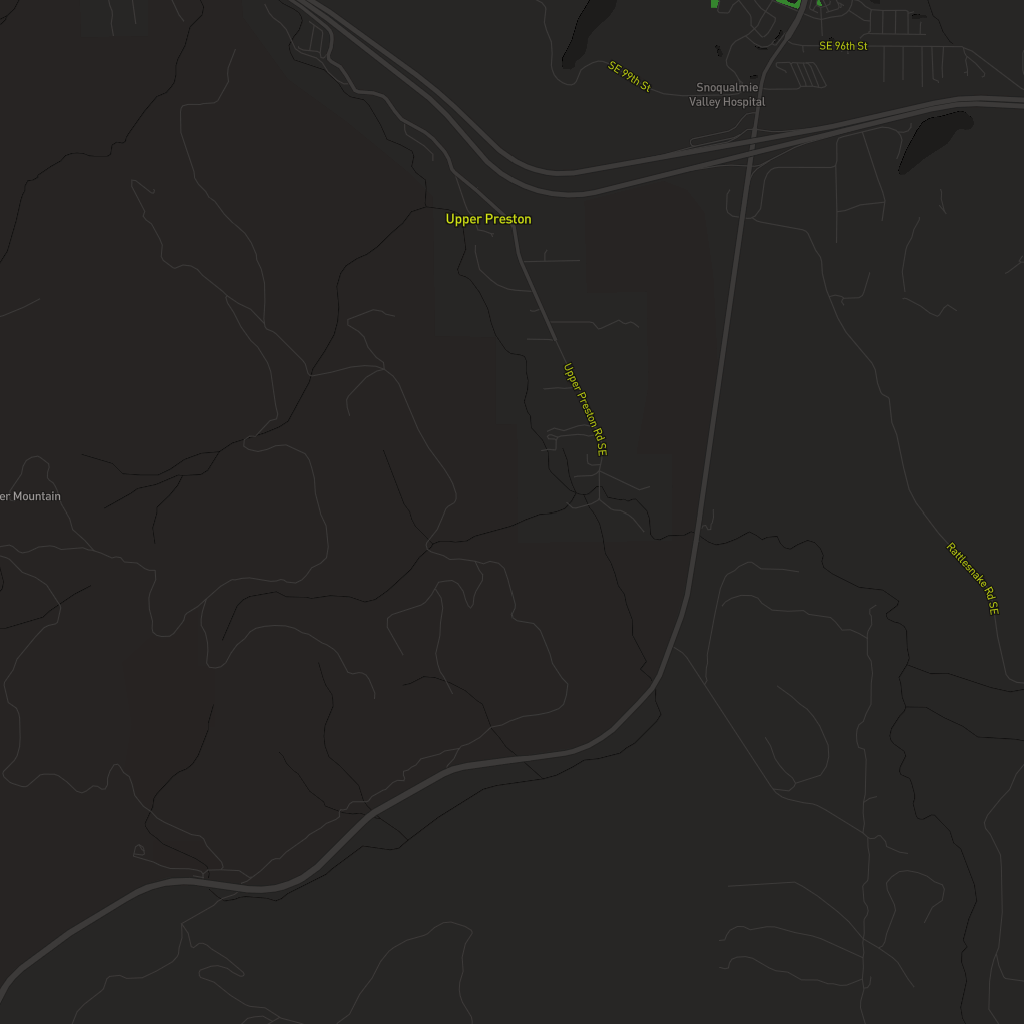 SE 96th St
SE 99th St
Snoqualmie
Valley Hospital
Upper Preston
Upper Preston Rd SE
er Mountain
Rattlesnake Rd SE